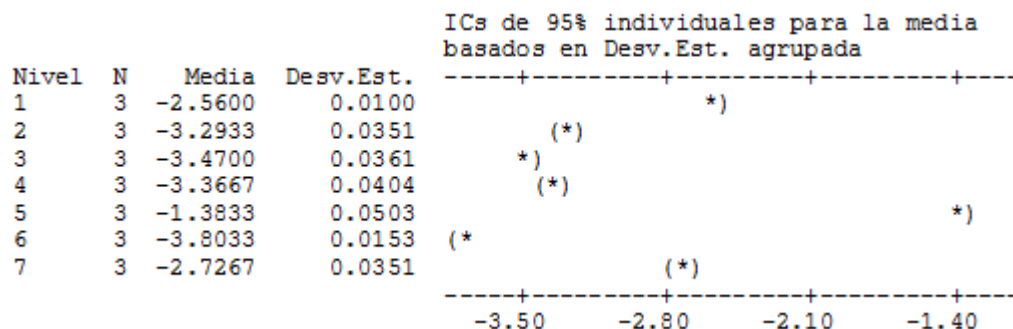 ICs de 95% individuales para la media
basados en Desv.Est. agrupada
Nivel N Media Desv.Est. -----+---------+---------+---------+----
1 3 -2.5600 0.0100 *)
2 3 -3.2933 0.0351 (*)
3 3 -3.4700 0.0361 *)
4 3 -3.3667 0.0404 (*)
5 3 -1.3833 0.0503 *)
6 3 -3.8033 0.0153 (*
7 3 -2.7267 0.0351 (*)
-----+---------+---------+---------+----
-3.50 -2.80 -2.10 -1.40